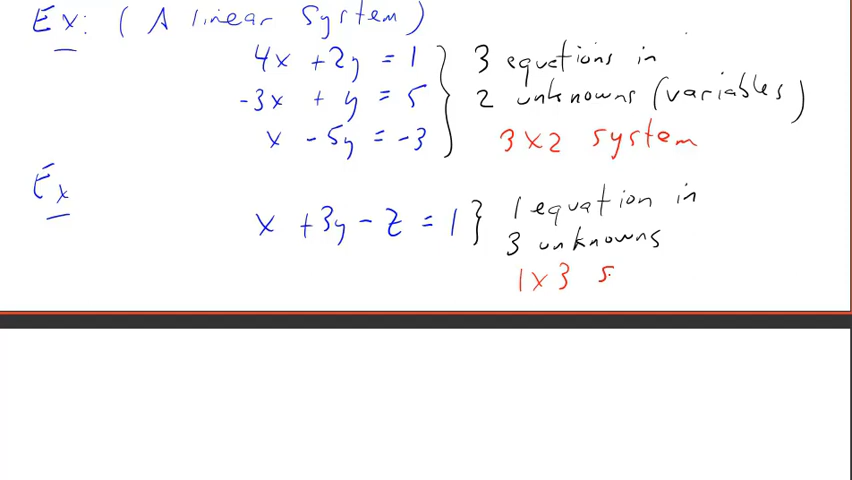 Ex: (A linear system)
4x + 2y = 1
3 equations in
-3x + y = 5
2 unknowns (variables)
x - 5y = -3
3x2 system
Ex
x + 3y - z = 1
1 equation in
3 unknowns
1x3 s